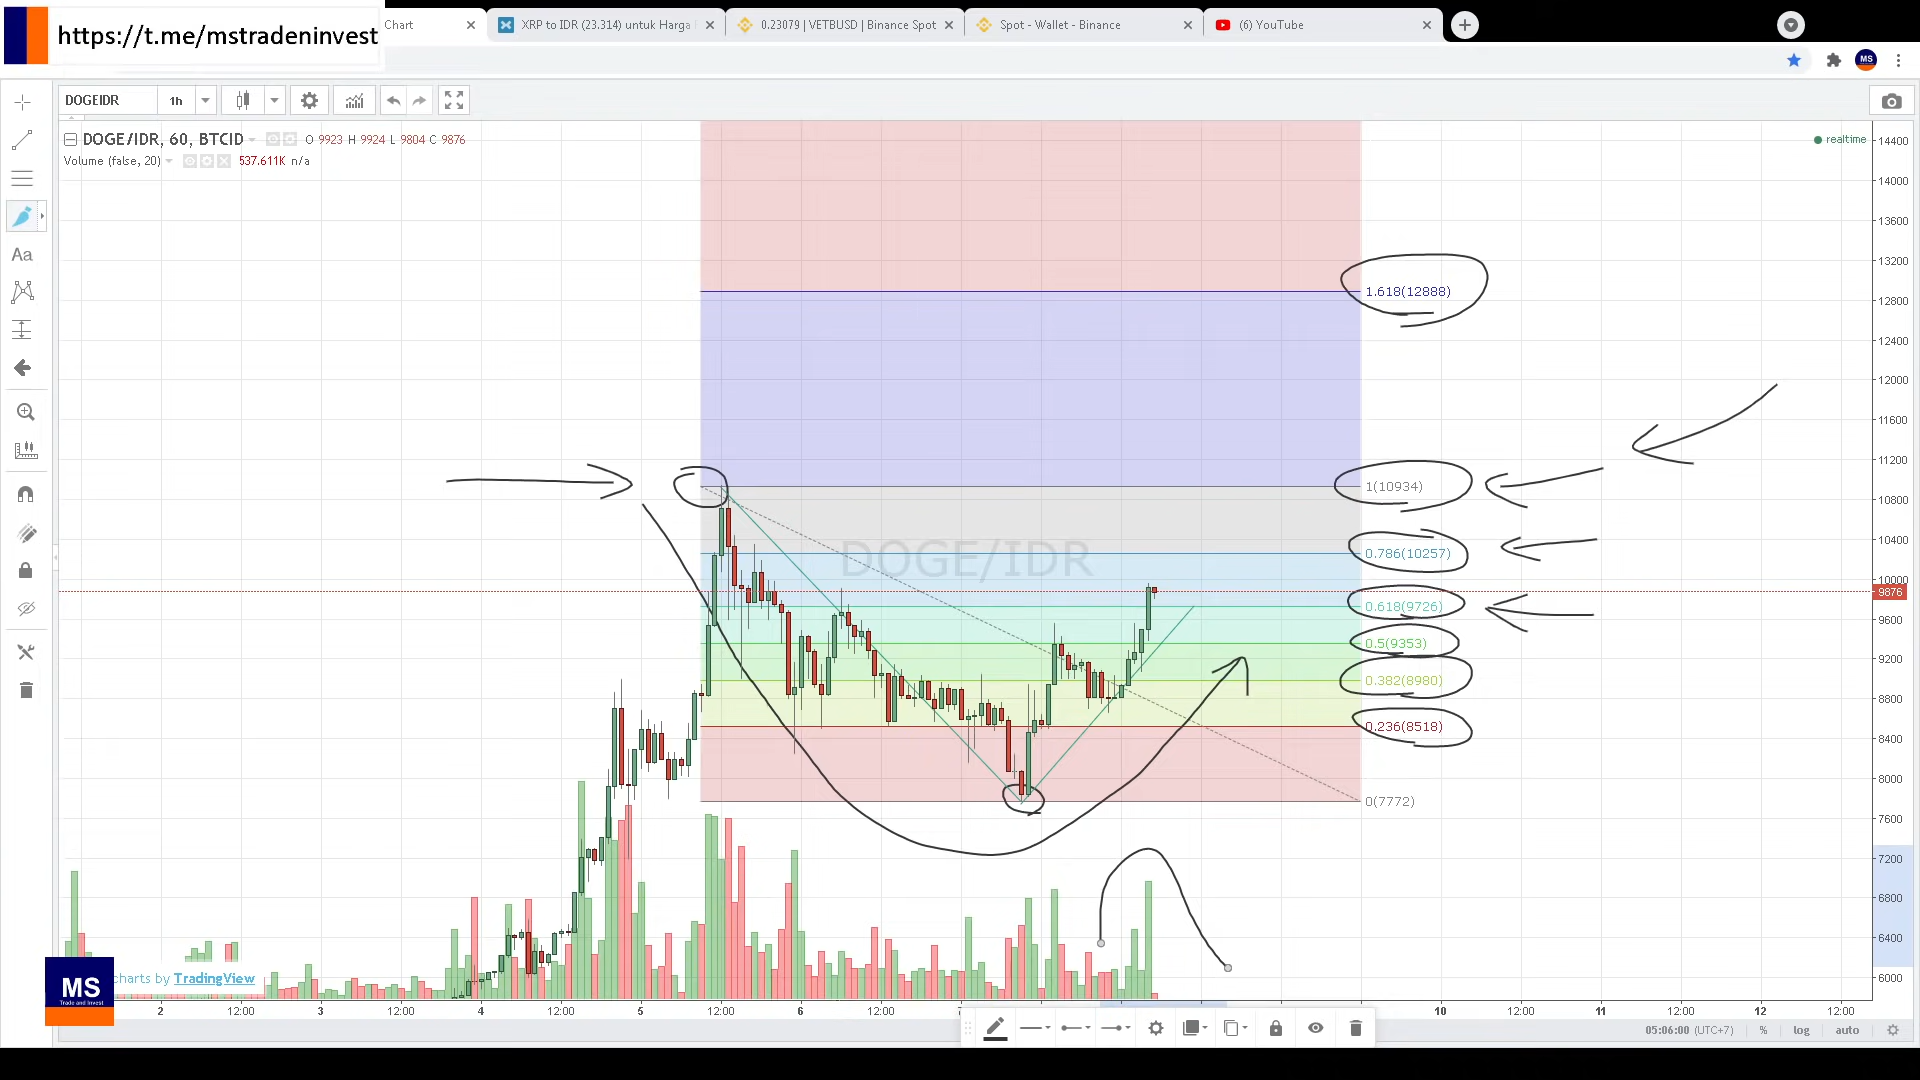 https://t.me/mstradeninvest
Chart
XRP to IDR (23.314) untuk Harga
0.23079 | VETBUSD | Binance Spot
Spot - Wallet - Binance
(6) YouTube
MS
DOGEIDR
1h
DOGE/IDR, 60, BTCID
O 9923 H 9924 L 9804 C 9876
Volume (false, 20)
537.611K n/a
realtime
Aa
DOGE/IDR
1.618(12888)
1(10934)
0.786(10257)
0.618(9726)
0.5(9353)
0.382(8980)
0.236(8518)
0(7772)
14400
14000
13600
13200
12800
12400
12000
11600
11200
10800
10400
10000
9876
9600
9200
8800
8400
8000
7600
7200
6800
6400
6000
MS
Trade and Invest
charts by TradingView
2 12:00 3 12:00 4 12:00 5 12:00 6 12:00 10 12:00 11 12:00 12 12:00
05:06:00 (UTC+7) % log auto